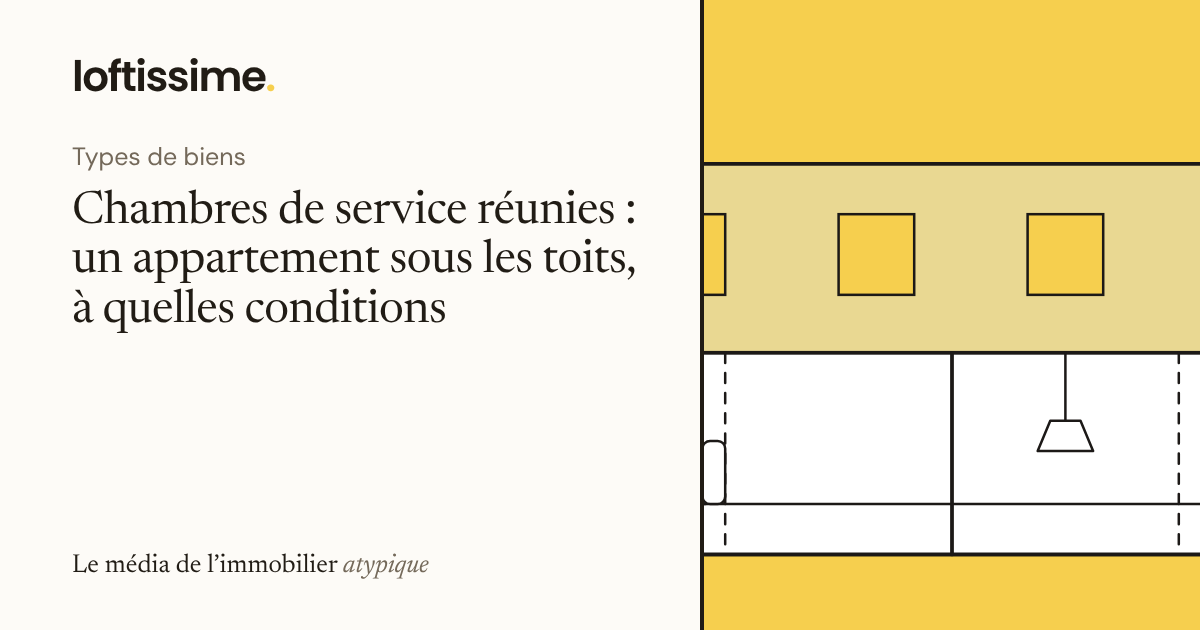 loftissime.
Types de biens
Chambres de service réunies :
un appartement sous les toits,
à quelles conditions
Le média de l’immobilier atypique